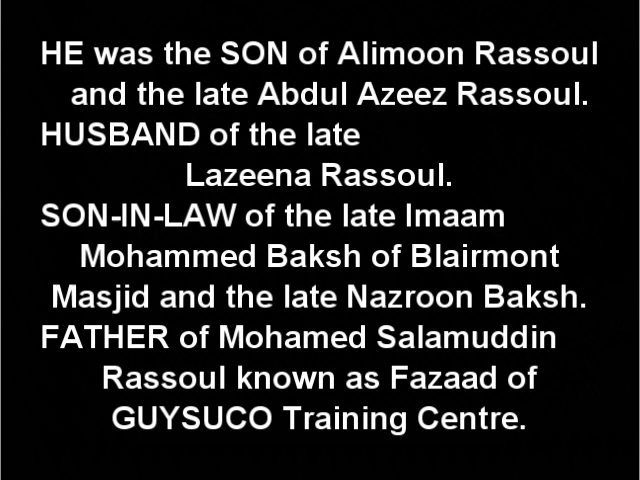 HE was the SON of Alimoon Rassoul
and the late Abdul Azeez Rassoul.
HUSBAND of the late
Lazeena Rassoul.
SON-IN-LAW of the late Imaam
Mohammed Baksh of Blairmont
Masjid and the late Nazroon Baksh.
FATHER of Mohamed Salamuddin
Rassoul known as Fazaad of
GUYSUCO Training Centre.